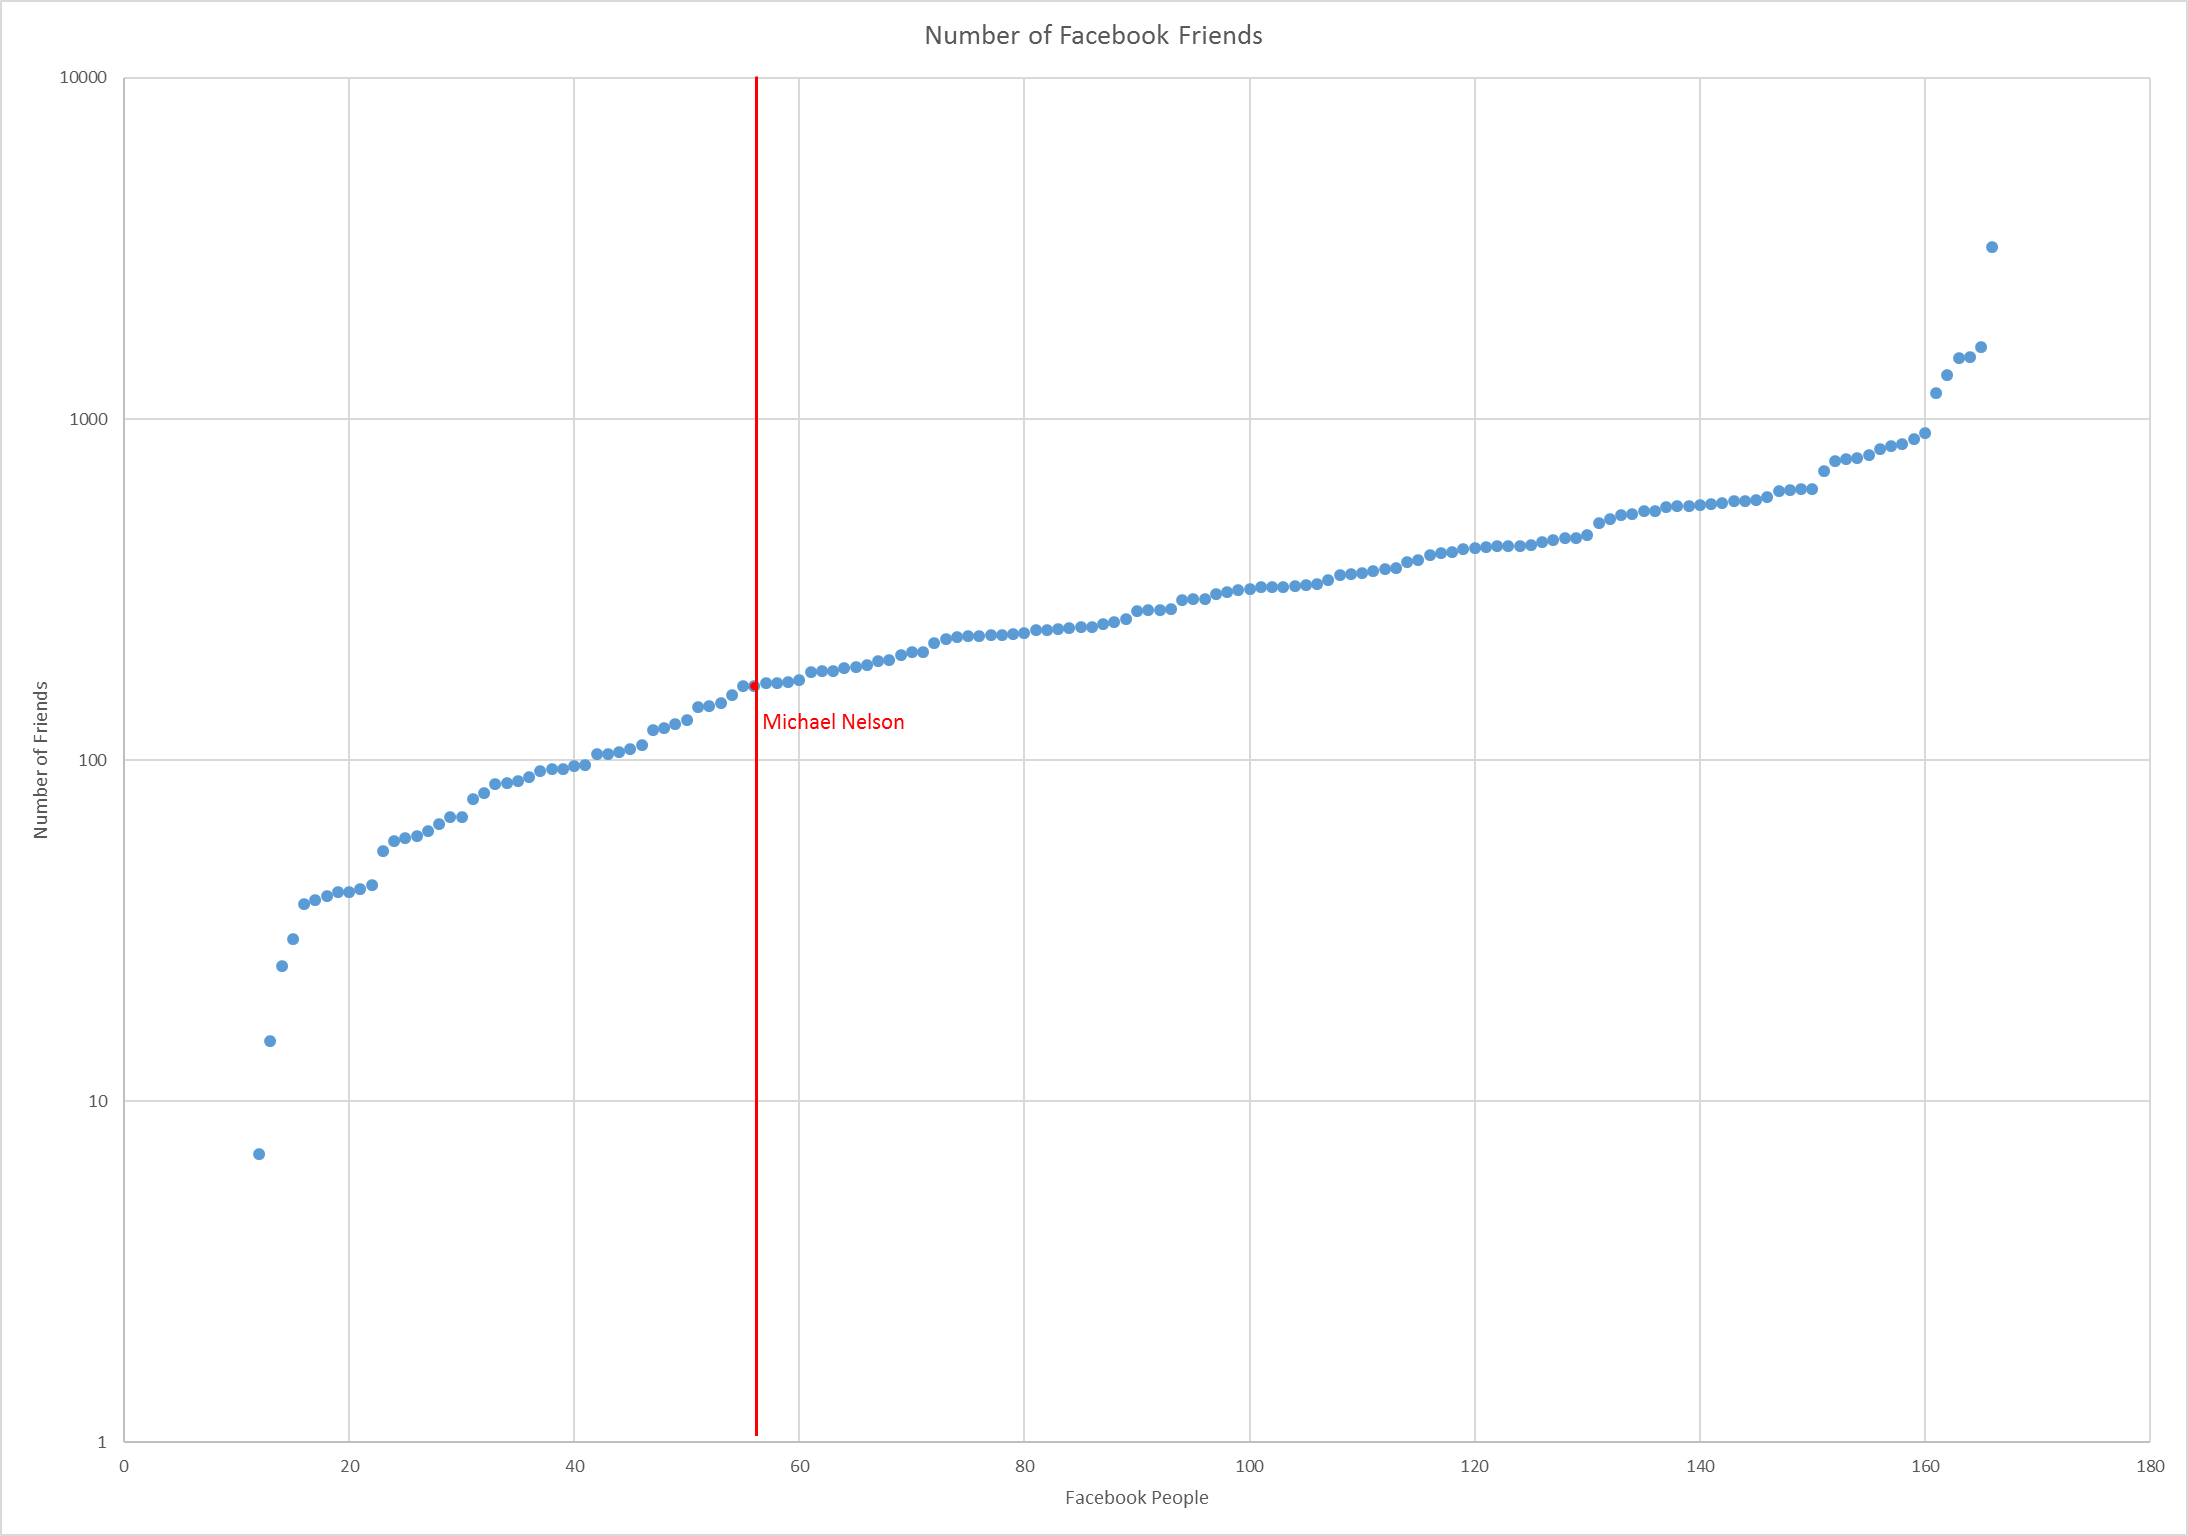 Number of Facebook Friends
10000
1000
100
10
1
Number of Friends
Michael Nelson
0 20 40 60 80 100 120 140 160 180
Facebook People